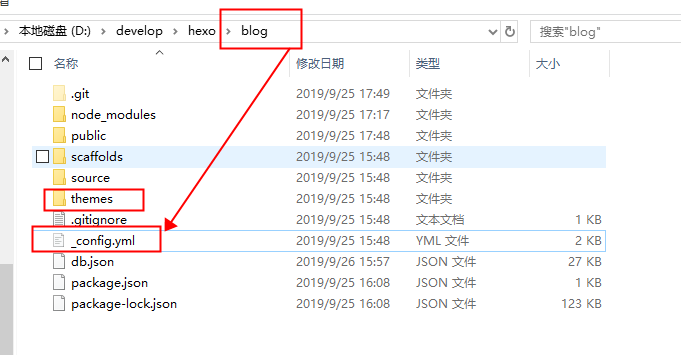 本地磁盘 (D:) › develop › hexo › blog 搜索"blog"
名称 修改日期 类型 大小
.git 2019/9/25 17:49 文件夹
node_modules 2019/9/25 17:17 文件夹
public 2019/9/25 17:48 文件夹
scaffolds 2019/9/25 15:48 文件夹
source 2019/9/25 15:48 文件夹
themes 2019/9/25 15:48 文件夹
.gitignore 2019/9/25 15:48 文本文档 1 KB
_config.yml 2019/9/25 15:48 YML 文件 2 KB
db.json 2019/9/26 15:57 JSON 文件 27 KB
package.json 2019/9/25 16:08 JSON 文件 1 KB
package-lock.json 2019/9/25 16:08 JSON 文件 123 KB